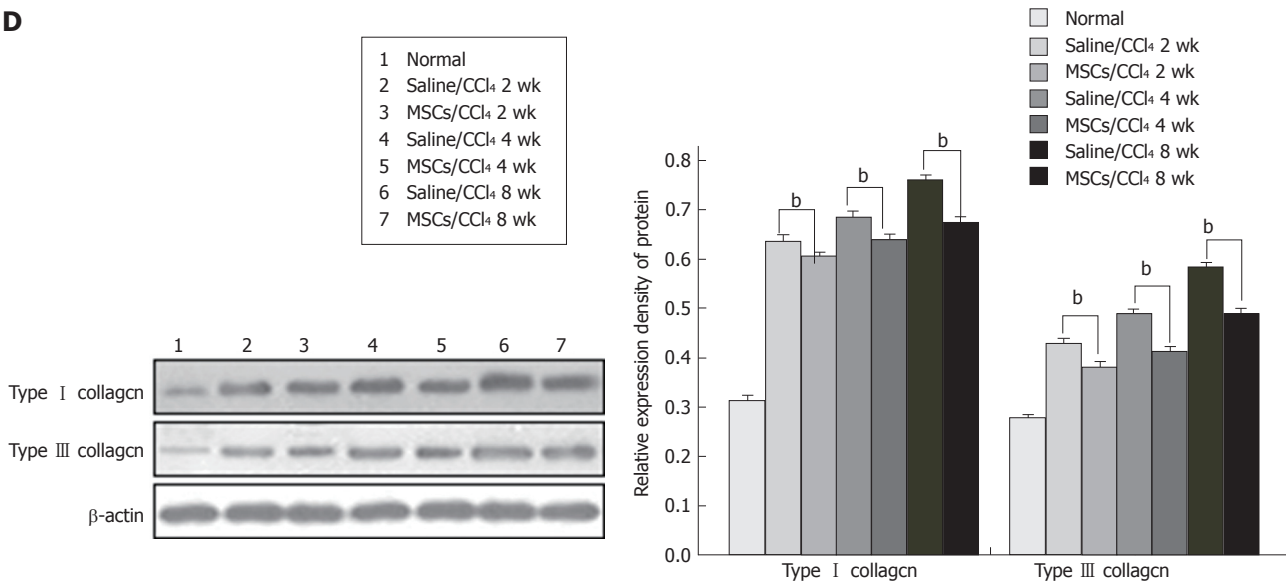 D
1 Normal
2 Saline/CCl₄ 2 wk
3 MSCs/CCl₄ 2 wk
4 Saline/CCl₄ 4 wk
5 MSCs/CCl₄ 4 wk
6 Saline/CCl₄ 8 wk
7 MSCs/CCl₄ 8 wk
1 2 3 4 5 6 7
Type Ⅰ collagcn
Type Ⅲ collagcn
β-actin
Normal
Saline/CCl₄ 2 wk
MSCs/CCl₄ 2 wk
Saline/CCl₄ 4 wk
MSCs/CCl₄ 4 wk
Saline/CCl₄ 8 wk
MSCs/CCl₄ 8 wk
Relative expression density of protein
0.8
0.7
0.6
0.5
0.4
0.3
0.2
0.1
0.0
b
b
b
b
b
b
Type Ⅰ collagcn
Type Ⅲ collagcn